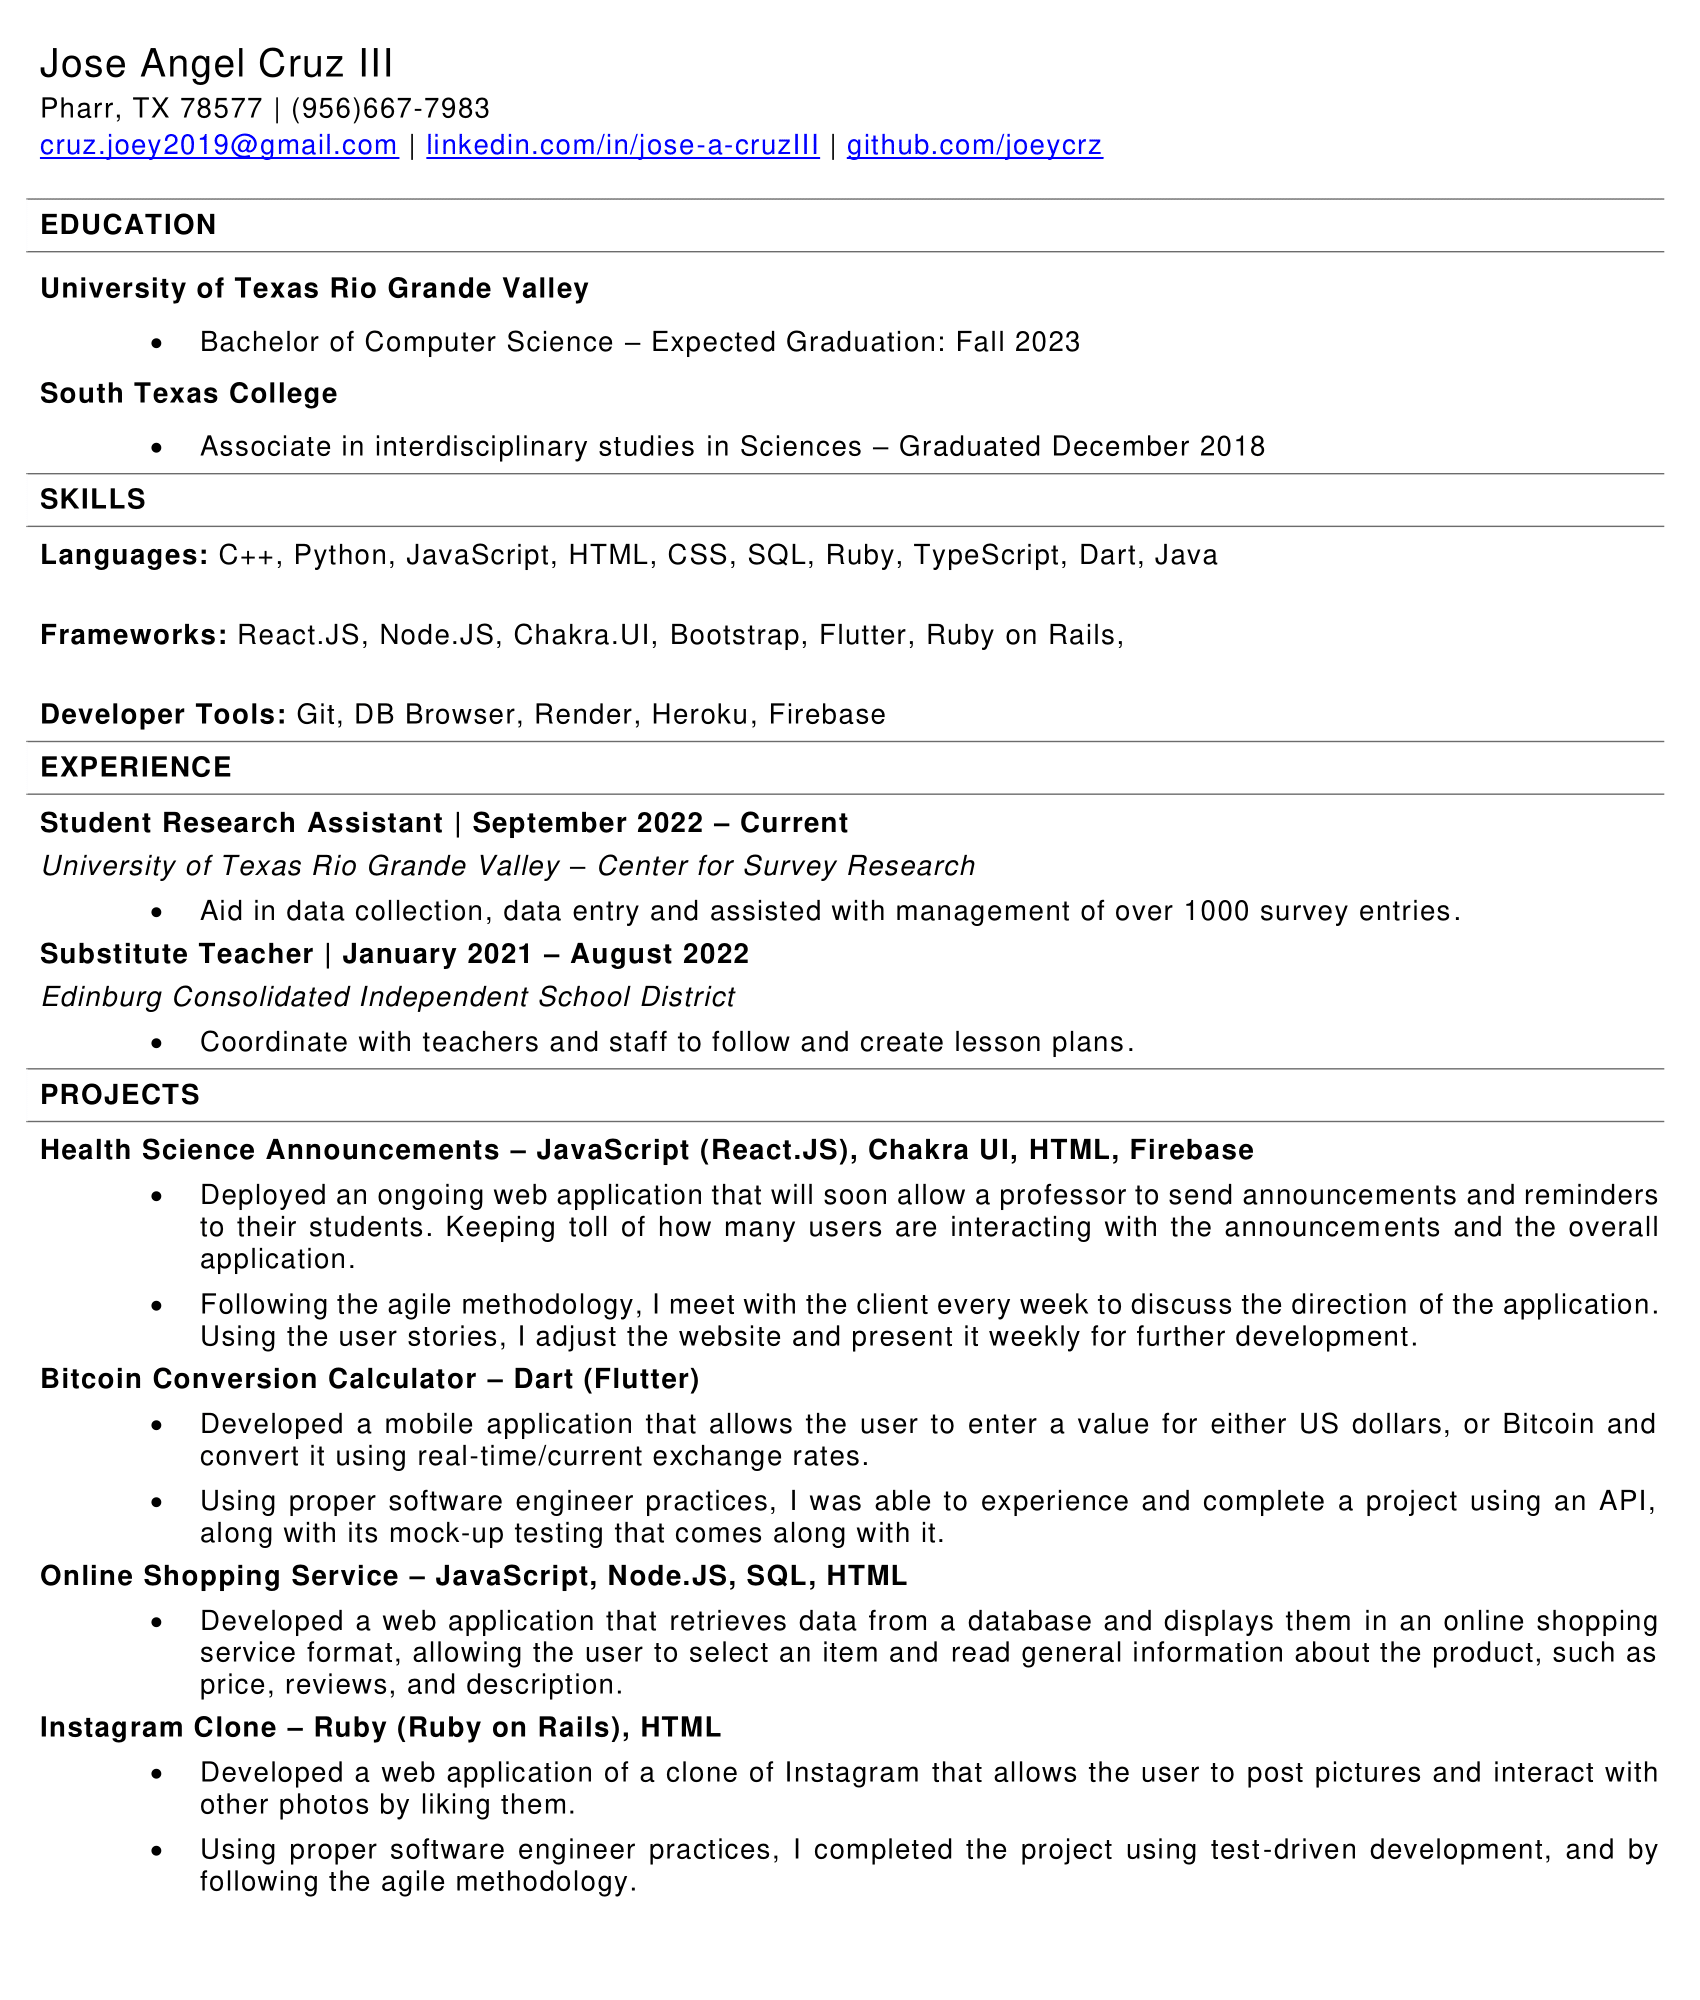 Jose Angel Cruz III
Pharr, TX 78577 | (956)667-7983
cruz.joey2019@gmail.com | linkedin.com/in/jose-a-cruzIII | github.com/joeycrz
EDUCATION
University of Texas Rio Grande Valley
• Bachelor of Computer Science – Expected Graduation: Fall 2023
South Texas College
• Associate in interdisciplinary studies in Sciences – Graduated December 2018
SKILLS
Languages: C++, Python, JavaScript, HTML, CSS, SQL, Ruby, TypeScript, Dart, Java
Frameworks: React.JS, Node.JS, Chakra.UI, Bootstrap, Flutter, Ruby on Rails,
Developer Tools: Git, DB Browser, Render, Heroku, Firebase
EXPERIENCE
Student Research Assistant | September 2022 – Current
University of Texas Rio Grande Valley – Center for Survey Research
• Aid in data collection, data entry and assisted with management of over 1000 survey entries.
Substitute Teacher | January 2021 – August 2022
Edinburg Consolidated Independent School District
• Coordinate with teachers and staff to follow and create lesson plans.
PROJECTS
Health Science Announcements – JavaScript (React.JS), Chakra UI, HTML, Firebase
• Deployed an ongoing web application that will soon allow a professor to send announcements and reminders
to their students. Keeping toll of how many users are interacting with the announcements and the overall
application.
• Following the agile methodology, I meet with the client every week to discuss the direction of the application.
Using the user stories, I adjust the website and present it weekly for further development.
Bitcoin Conversion Calculator – Dart (Flutter)
• Developed a mobile application that allows the user to enter a value for either US dollars, or Bitcoin and
convert it using real-time/current exchange rates.
• Using proper software engineer practices, I was able to experience and complete a project using an API,
along with its mock-up testing that comes along with it.
Online Shopping Service – JavaScript, Node.JS, SQL, HTML
• Developed a web application that retrieves data from a database and displays them in an online shopping
service format, allowing the user to select an item and read general information about the product, such as
price, reviews, and description.
Instagram Clone – Ruby (Ruby on Rails), HTML
• Developed a web application of a clone of Instagram that allows the user to post pictures and interact with
other photos by liking them.
• Using proper software engineer practices, I completed the project using test-driven development, and by
following the agile methodology.